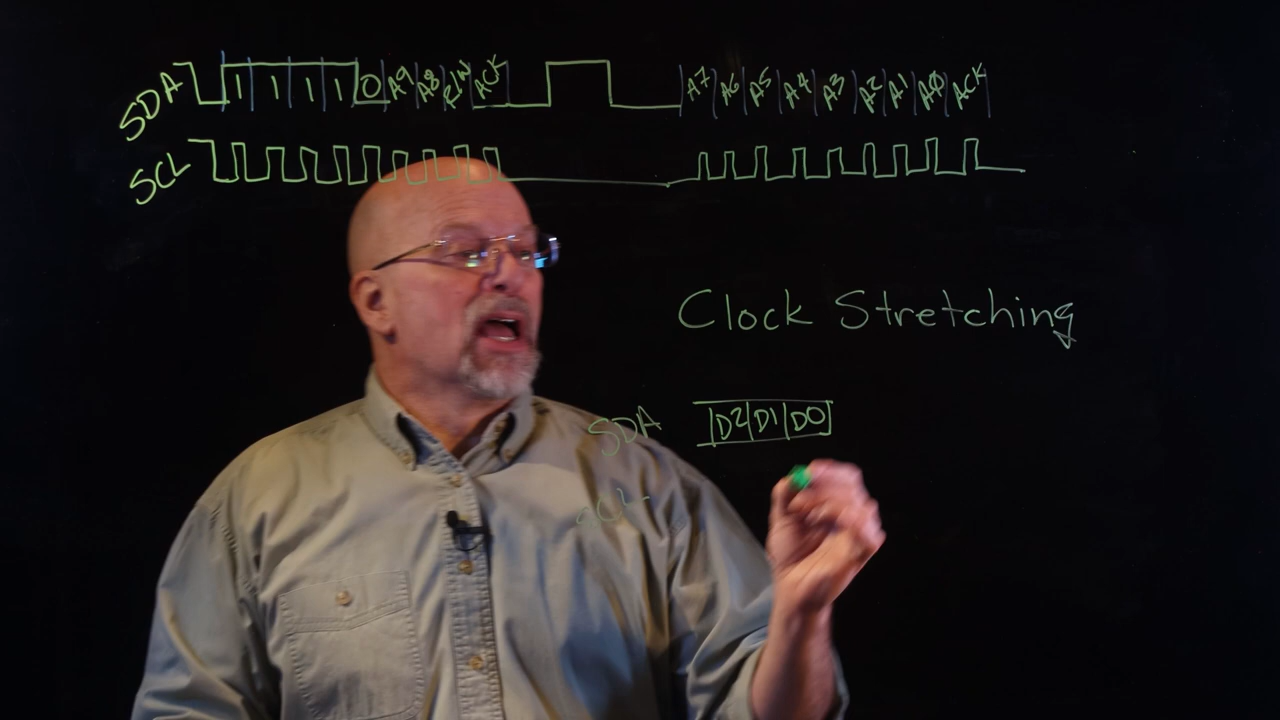 SDA 1 1 1 1 0 A9 A8 R/W ACK A7 A6 A5 A4 A3 A2 A1 A0 ACK
SCL
Clock Stretching
SDA D2 D1 D0
SCL